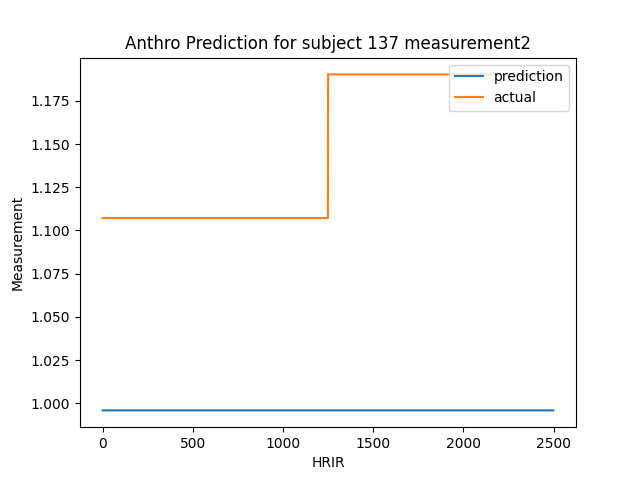 Anthro Prediction for subject 137 measurement2
prediction
actual
1.175
1.150
1.125
1.100
1.075
1.050
1.025
1.000
Measurement
0
500
1000
1500
2000
2500
HRIR